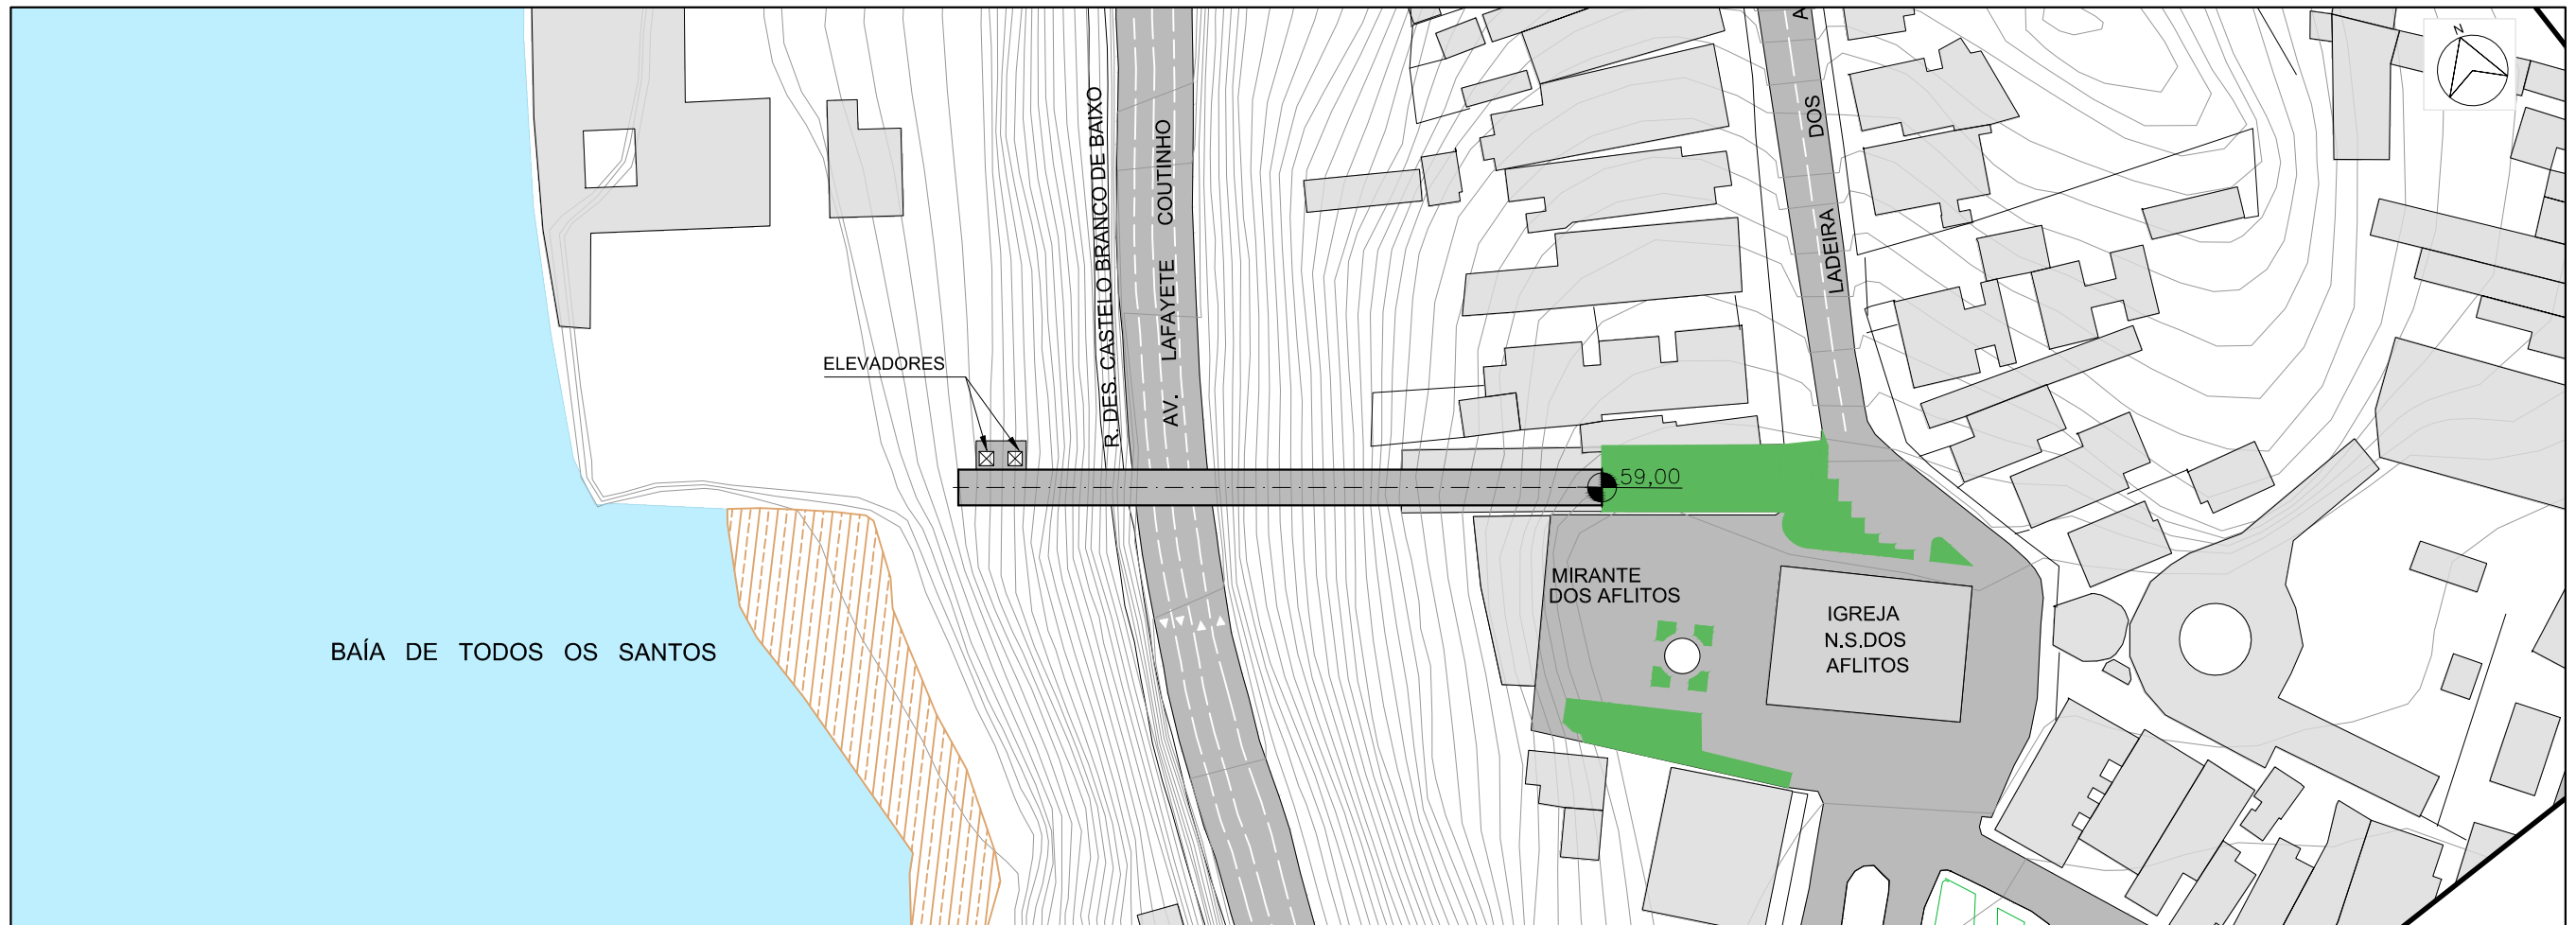 N
A
DOS
LADEIRA
R. DES. CASTELO BRANCO DE BAIXO
AV. LAFAYETE COUTINHO
ELEVADORES
59,00
MIRANTE
DOS AFLITOS
IGREJA
N.S.DOS
AFLITOS
BAÍA DE TODOS OS SANTOS